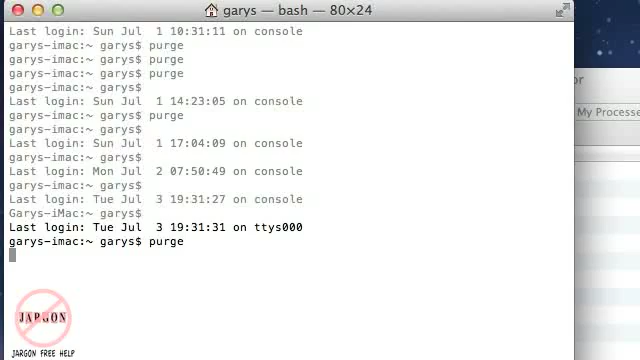 garys — bash — 80×24
Last login: Sun Jul  1 10:31:11 on console
garys-imac:~ garys$ purge
garys-imac:~ garys$ purge
garys-imac:~ garys$ purge
garys-imac:~ garys$
Last login: Sun Jul  1 14:23:05 on console
garys-imac:~ garys$ purge
garys-imac:~ garys$
Last login: Sun Jul  1 17:04:09 on console
garys-imac:~ garys$
Last login: Mon Jul  2 07:50:49 on console
garys-imac:~ garys$
Last login: Tue Jul  3 19:31:27 on console
Garys-iMac:~ garys$
Last login: Tue Jul  3 19:31:31 on ttys000
garys-imac:~ garys$ purge
My Processe
JARGON
JARGON FREE HELP